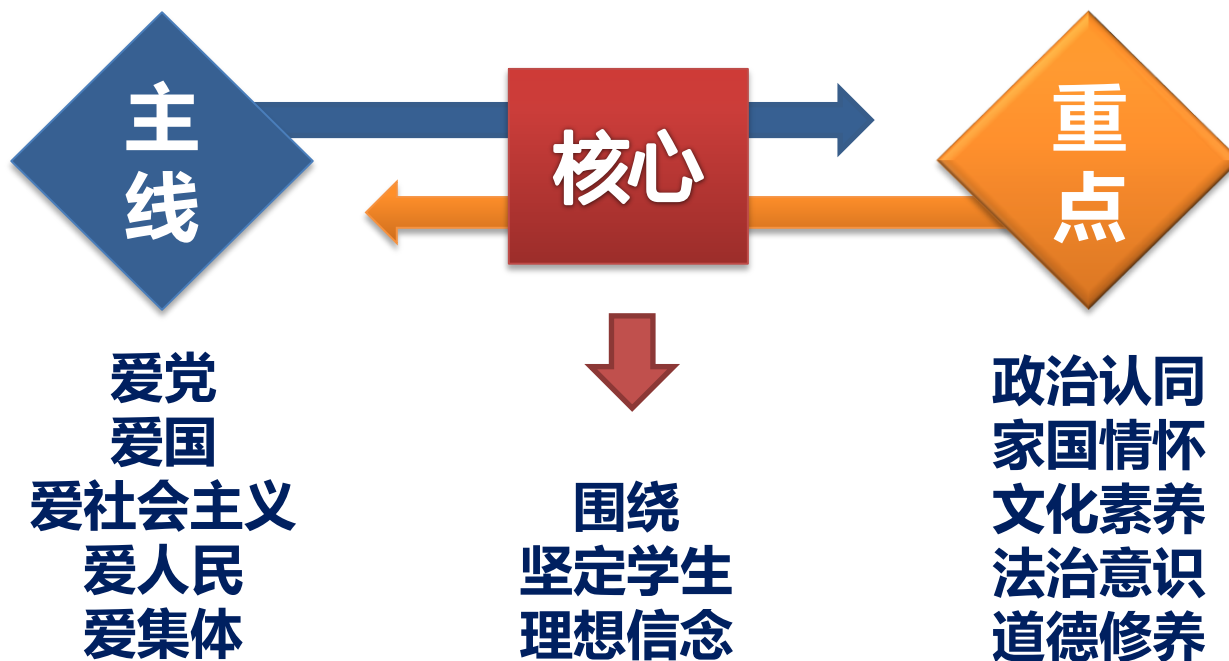 主
线
核心
重
点
爱党
爱国
爱社会主义
爱人民
爱集体
围绕
坚定学生
理想信念
政治认同
家国情怀
文化素养
法治意识
道德修养